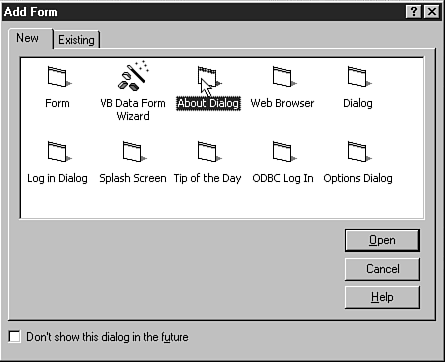 Add Form
New Existing
Form VB Data Form Wizard About Dialog Web Browser Dialog
Log in Dialog Splash Screen Tip of the Day ODBC Log In Options Dialog
Open
Cancel
Help
Don't show this dialog in the future